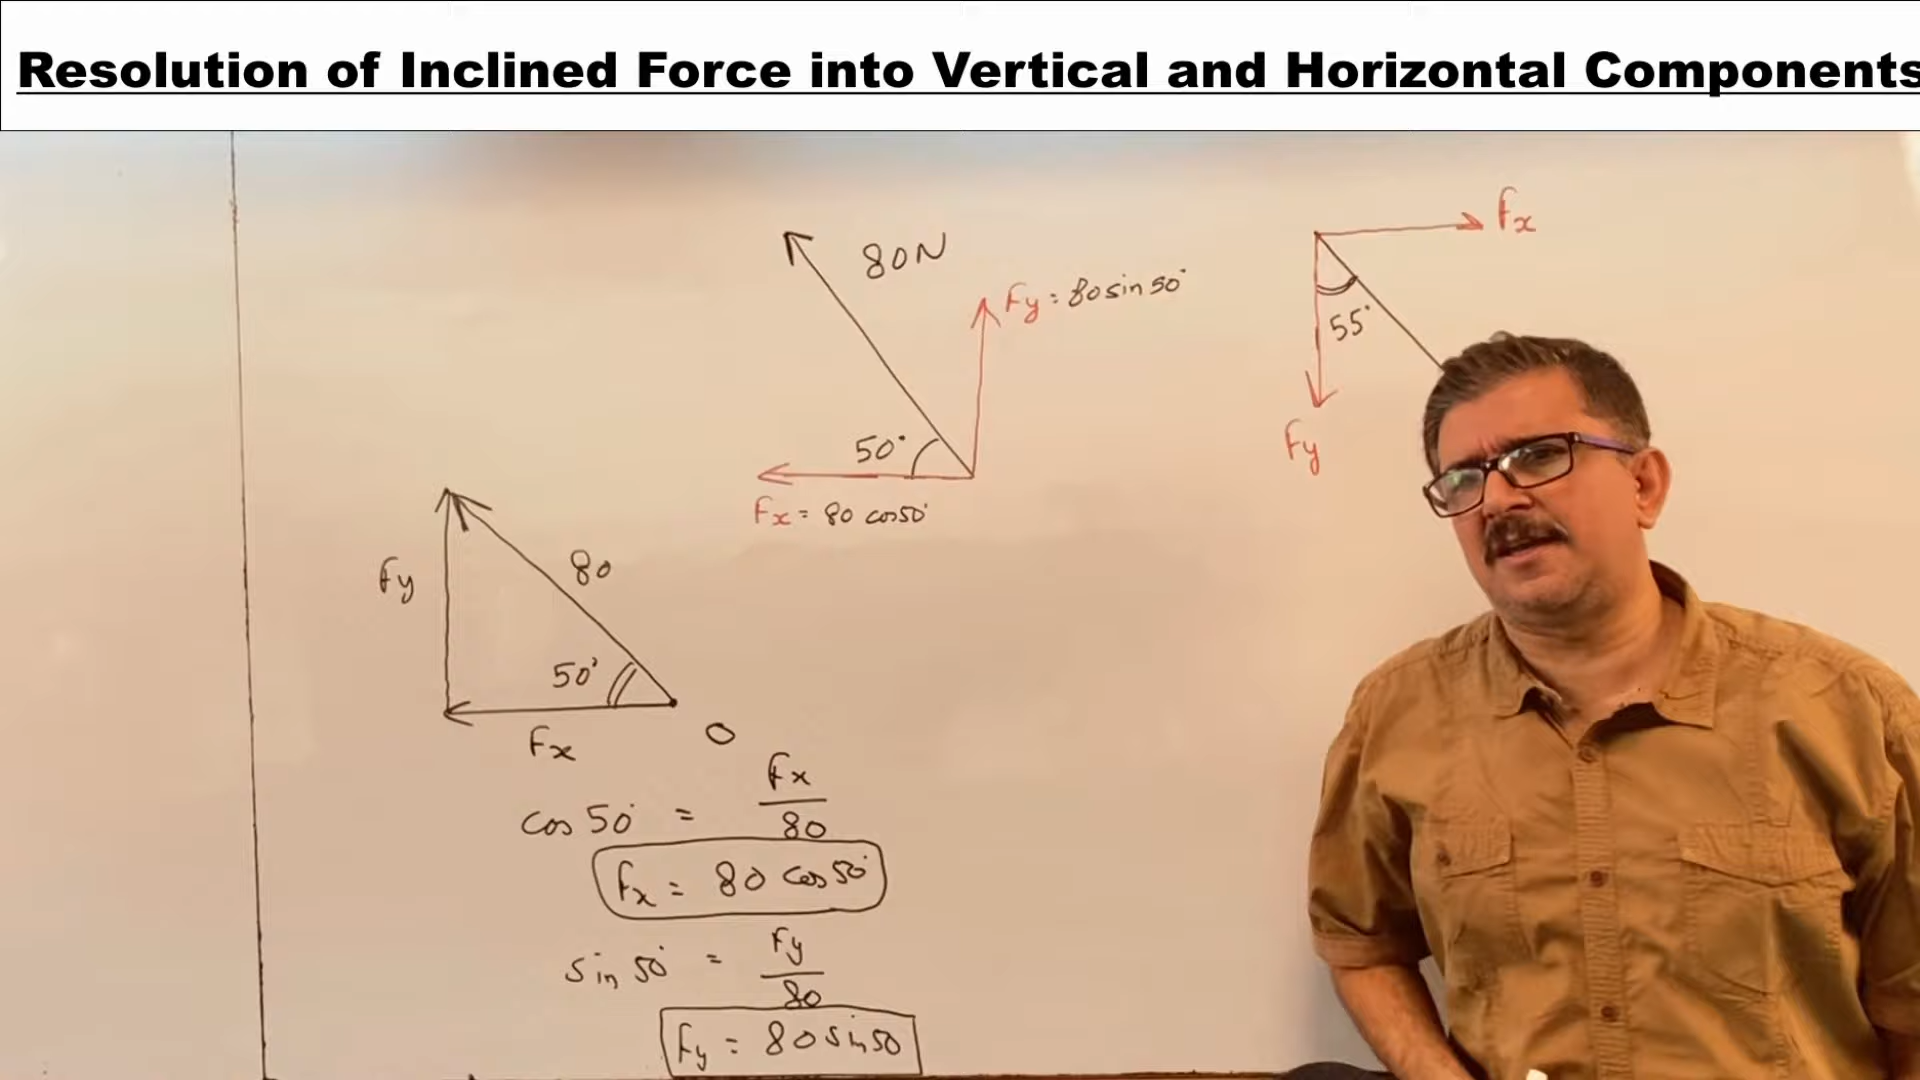 Resolution of Inclined Force into Vertical and Horizontal Components
80N
Fy = 80 sin 50°
50°
Fx = 80 cos50°
Fx
55°
Fy
Fy
80
50°
Fx
O
cos 50° = Fx
80
Fx = 80 cos 50°
sin 50° = Fy
80
Fy = 80 sin 50